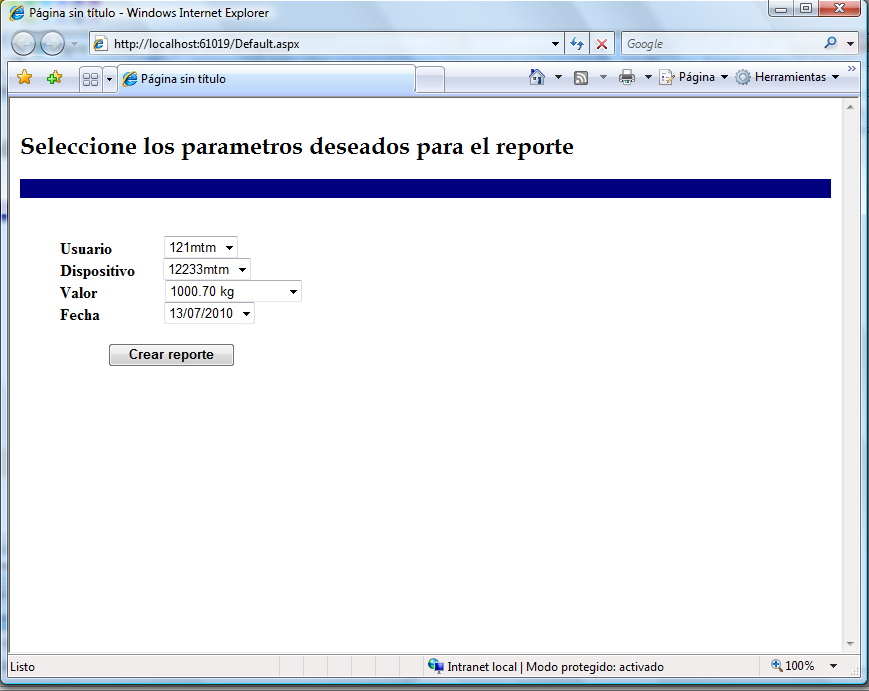 Página sin título - Windows Internet Explorer
http://localhost:61019/Default.aspx
Google
Página sin título
Página
Herramientas
Seleccione los parametros deseados para el reporte
Usuario 121mtm
Dispositivo 12233mtm
Valor 1000.70 kg
Fecha 13/07/2010
Crear reporte
Listo
Intranet local | Modo protegido: activado
100%